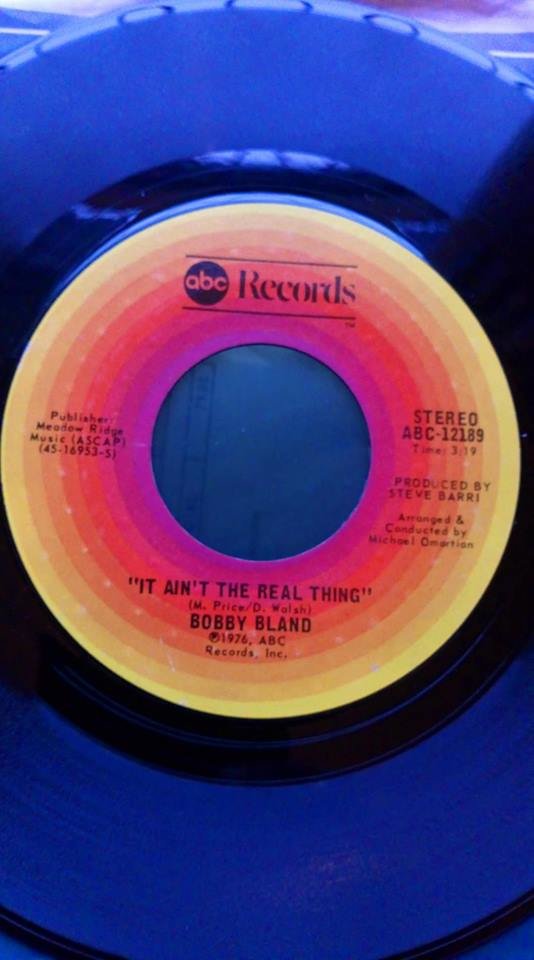 abc Records
TM
Publisher:
Meadow Ridge
Music (ASCAP)
(45-16953-S)
STEREO
ABC-12189
Time: 3:19
PRODUCED BY
STEVE BARRI
Arranged &
Conducted by
Michael Omartian
"IT AIN'T THE REAL THING"
(M. Price/D. Walsh)
BOBBY BLAND
℗1976, ABC
Records, Inc.